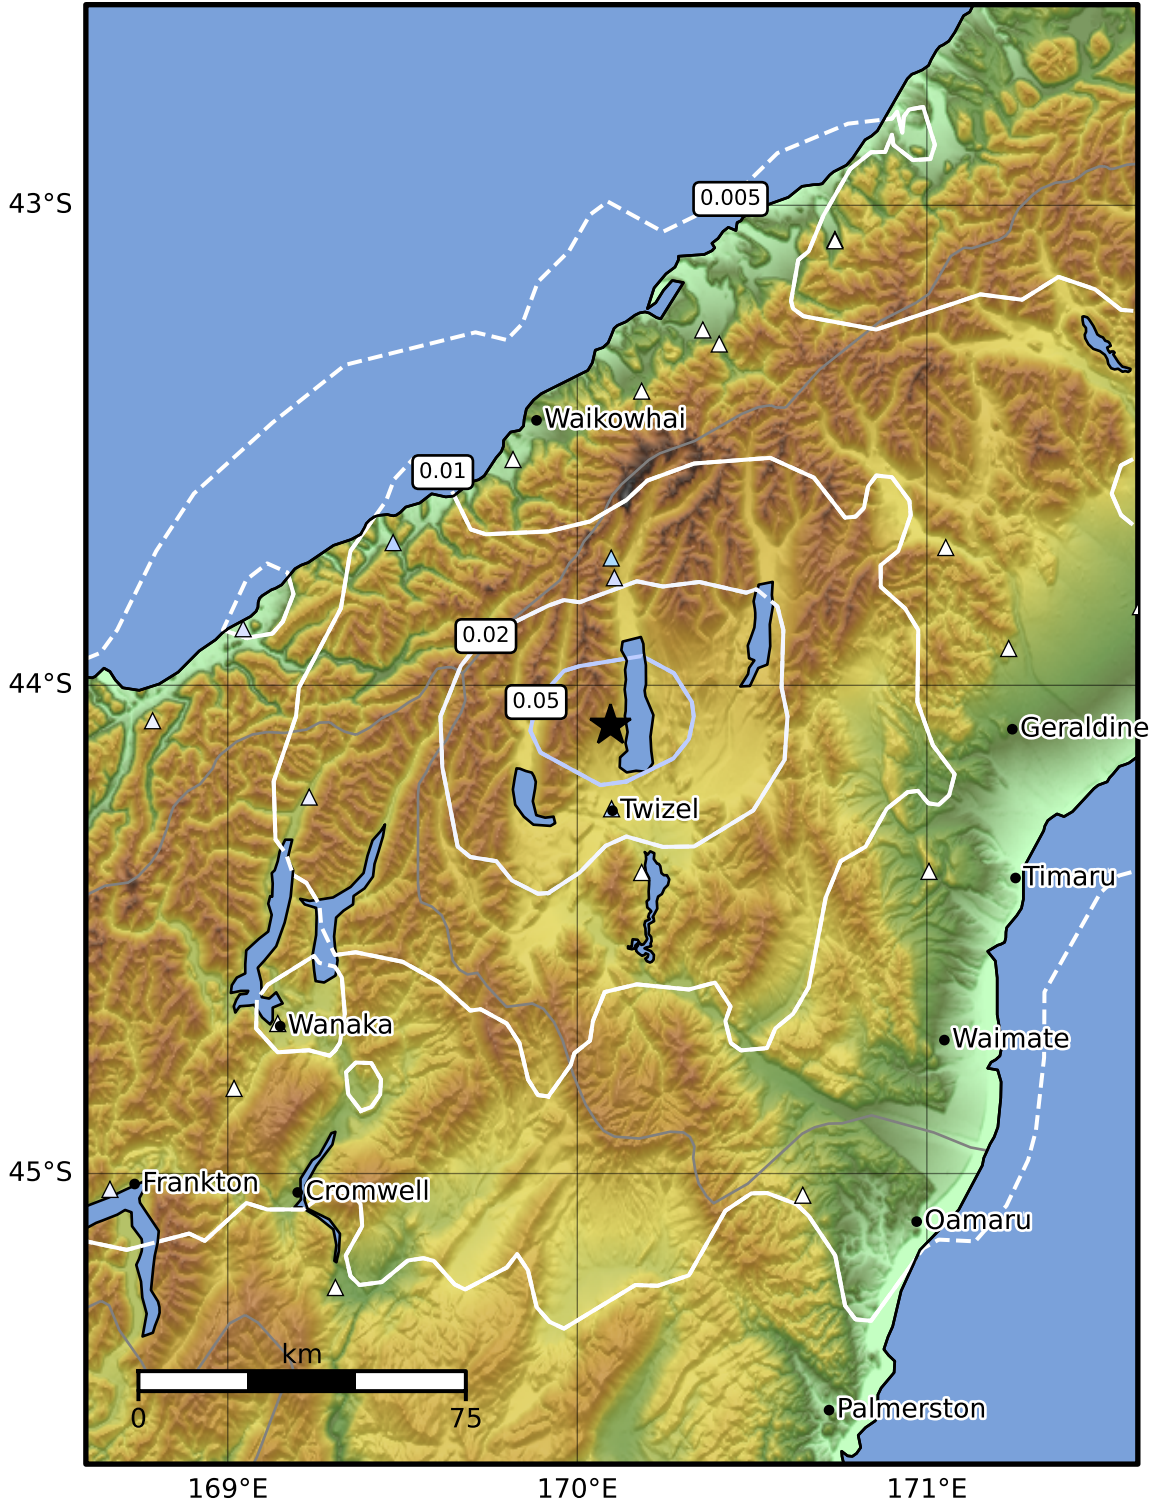 43°S
0.005
Waikowhai
0.01
0.02
44°S
0.05
Geraldine
Twizel
Timaru
Wanaka
Waimate
45°S
Frankton
Cromwell
Oamaru
km
0 75
Palmerston
169°E 170°E 171°E